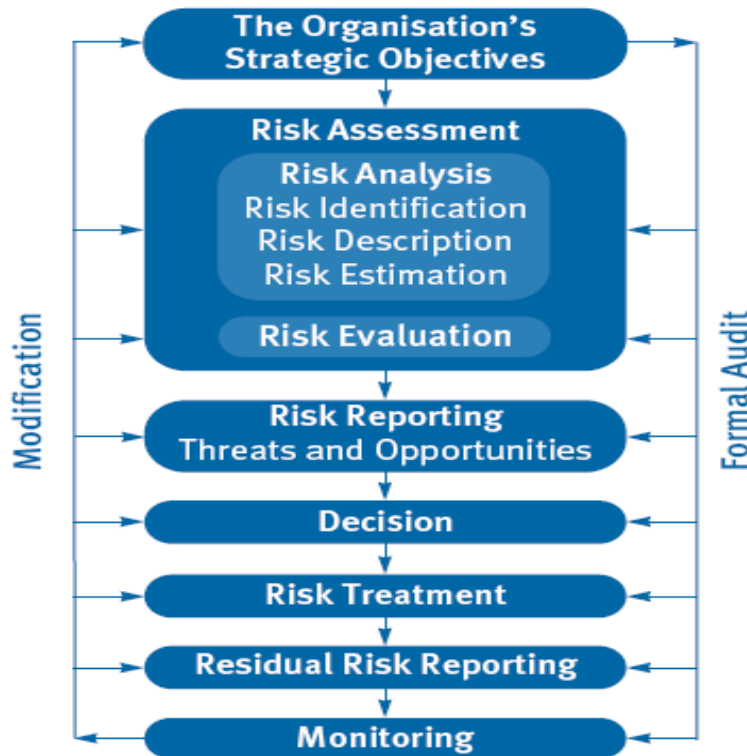 The Organisation's
Strategic Objectives
Risk Assessment
Risk Analysis
Risk Identification
Risk Description
Risk Estimation
Risk Evaluation
Risk Reporting
Threats and Opportunities
Decision
Risk Treatment
Residual Risk Reporting
Monitoring
Modification
Formal Audit